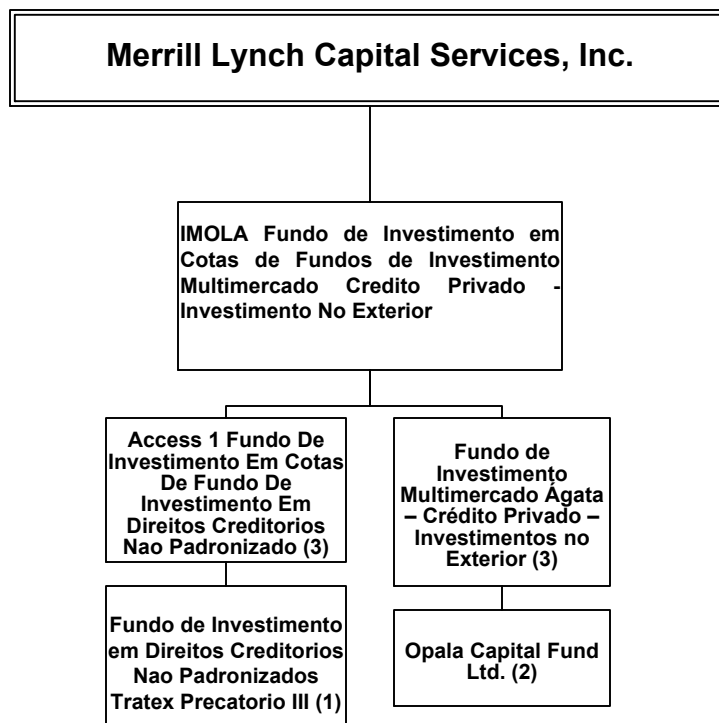 Merrill Lynch Capital Services, Inc.
IMOLA Fundo de Investimento em
Cotas de Fundos de Investimento
Multimercado Credito Privado -
Investimento No Exterior
Access 1 Fundo De
Investimento Em Cotas
De Fundo De
Investimento Em
Direitos Creditorios
Nao Padronizado (3)
Fundo de
Investimento
Multimercado Ágata
– Crédito Privado –
Investimentos no
Exterior (3)
Fundo de Investimento
em Direitos Creditorios
Nao Padronizados
Tratex Precatorio III (1)
Opala Capital Fund
Ltd. (2)